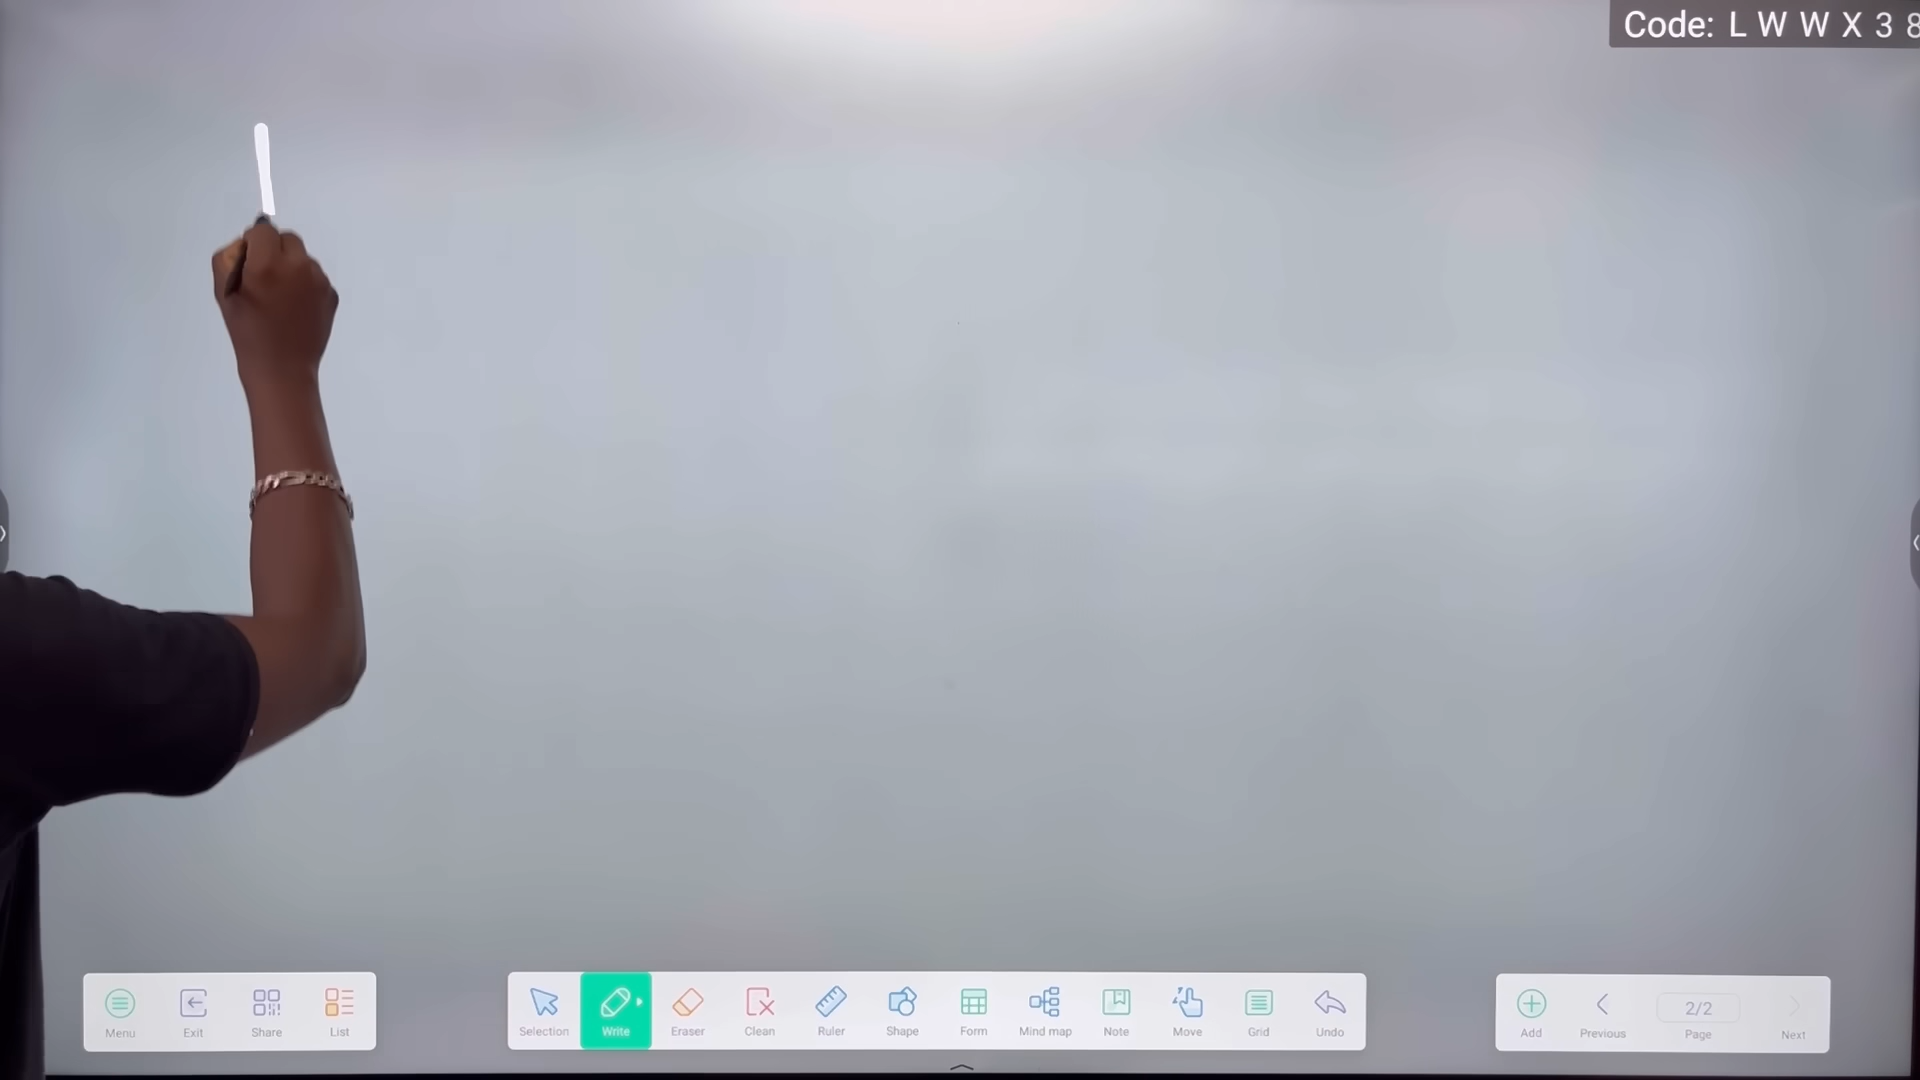 Code: L W W X 3 8
Menu Exit Share List
Selection Write Eraser Clean Ruler Shape Form Mind map Note Move Grid Undo
Add Previous 2/2 Page Next